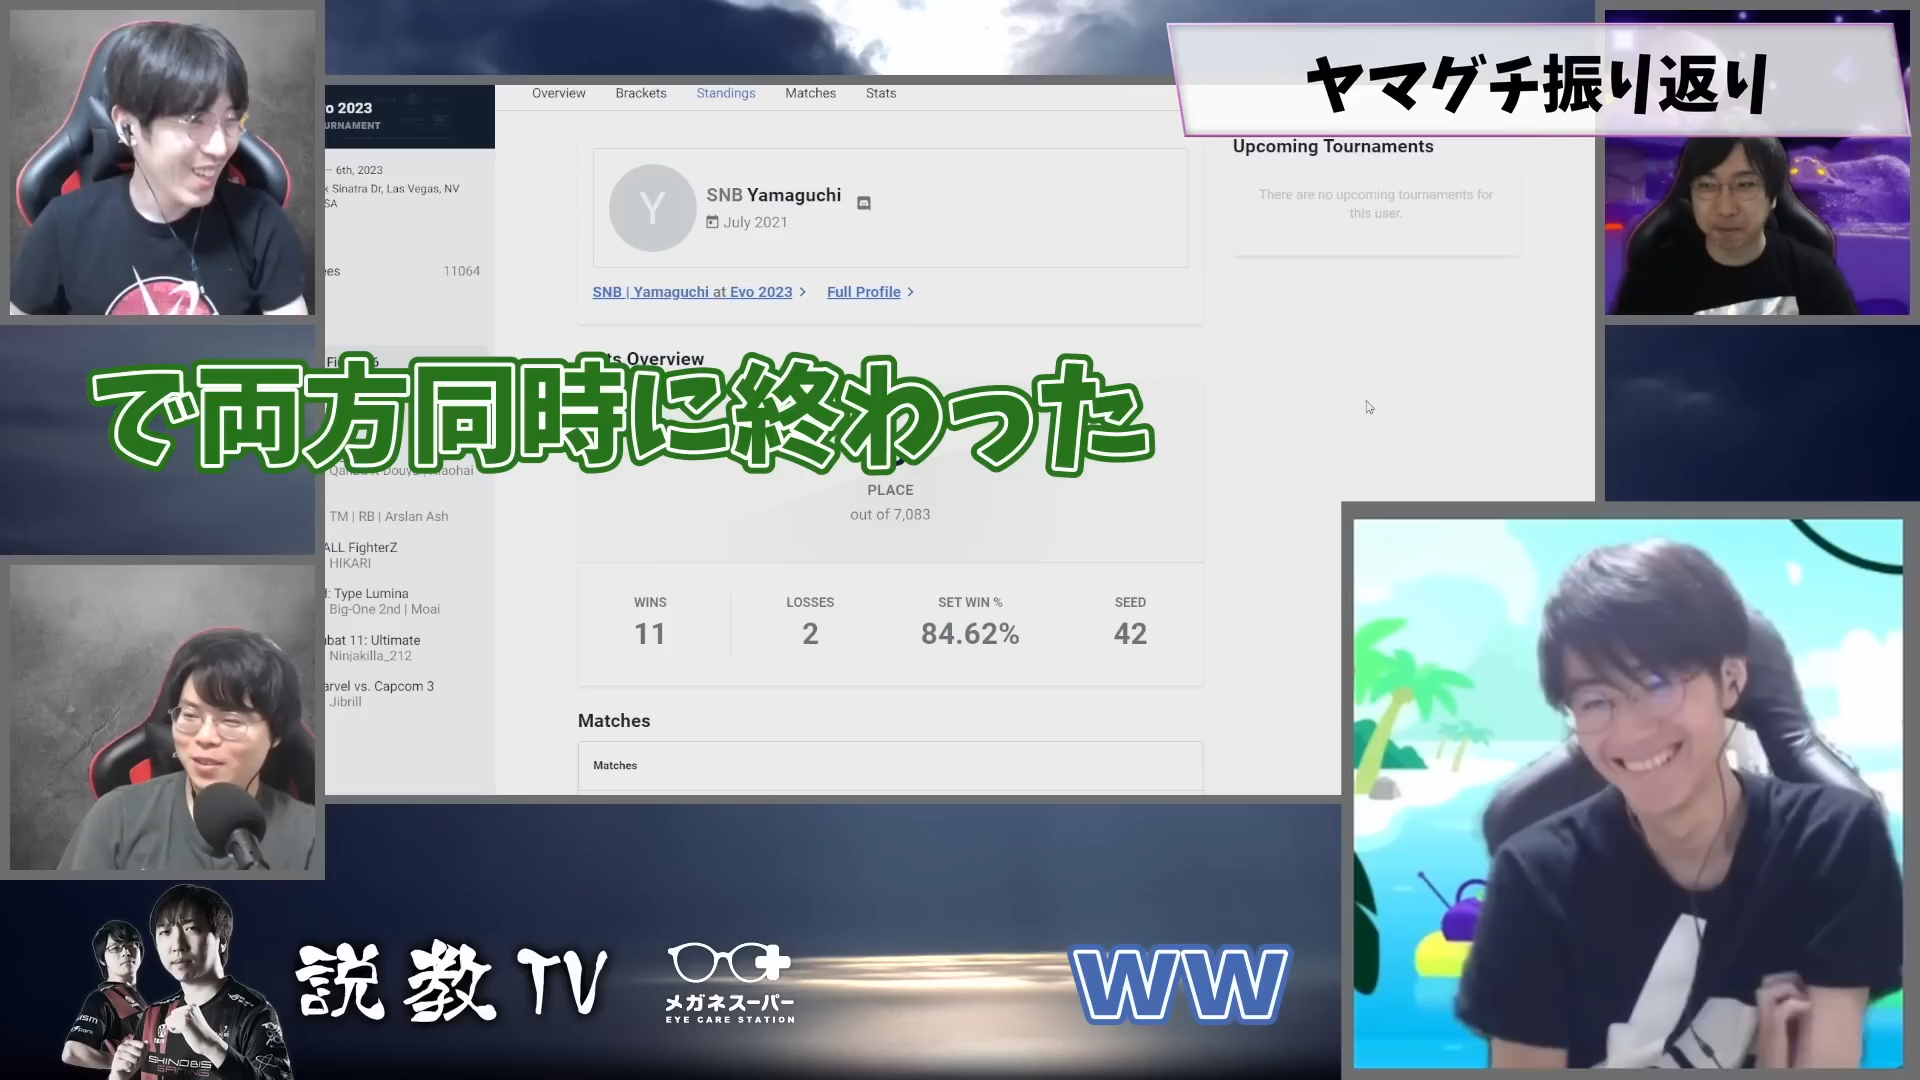 ヤマグチ振り返り
Overview Brackets Standings Matches Stats
o 2023
URNAMENT
6th, 2023
Sinatra Dr, Las Vegas, NV
SA
ees 11064
SNB Yamaguchi
Y
July 2021
SNB | Yamaguchi at Evo 2023 Full Profile
Upcoming Tournaments
There are no upcoming tournaments for
this user.
ts Overview
で両方同時に終わった
PLACE
out of 7,083
TM | RB | Arslan Ash
ALL FighterZ
HIKARI
: Type Lumina
Big-One 2nd | Moai
bat 11: Ultimate
Ninjakilla_212
arvel vs. Capcom 3
Jibrill
WINS LOSSES SET WIN % SEED
11 2 84.62% 42
Matches
Matches
説教TV
メガネスーパー
EYE CARE STATION
WW
SHINOBISM
GAMING